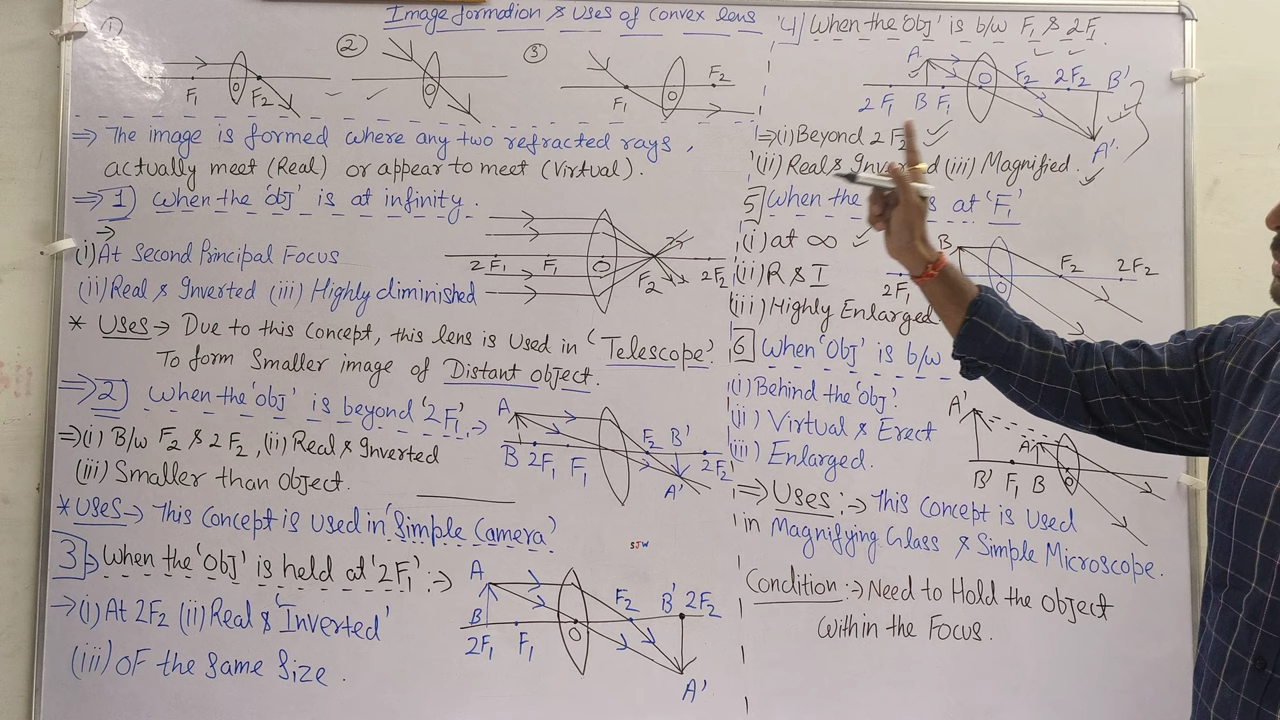 Image formation & Uses of convex lens
①
F1 F2 O
②
O
③
F1 O F2
⇒ The image is formed where any two refracted rays,
actually meet (Real) or appear to meet (Virtual).
⇒ 1) When the 'obj' is at infinity.
(i) At Second Principal Focus
(ii) Real & Inverted (iii) Highly diminished
2F1 F1 O F2 2F2
* Uses → Due to this concept, this lens is Used in 'Telescope'.
To form Smaller image of Distant object.
⇒ 2) When the 'obj' is beyond '2F1'. →
⇒ (i) B/w F2 & 2F2, (ii) Real & Inverted
(iii) Smaller than object.
A
B 2F1 F1 F2 B' 2F2
A'
* Uses → This concept is Used in 'Simple Camera'
3) When the 'obj' is held at '2F1' :→
→ (i) At 2F2 (ii) Real & 'Inverted'
(iii) OF the Same Size.
A
B F2 B' 2F2
2F1 F1 O
A'
SJW
4) When the 'obj' is b/w F1 & 2F1.
A
O F2 2F2 B'
2F1 B F1
A'
⇒ (i) Beyond 2F2
(ii) Real & (iii) Magnified.
5) When the at 'F1'
(i) at ∞
(ii) R & I
(iii) Highly Enlarged
B
F2 2F2
2F1 O
6) When 'Obj' is b/w
(i) Behind the 'obj'.
(ii) Virtual & Erect
(iii) Enlarged.
A'
A
B' F1 B O
⇒ Uses :→ This concept is Used
in Magnifying Glass & Simple Microscope.
Condition :→ Need to Hold the object
within the Focus.